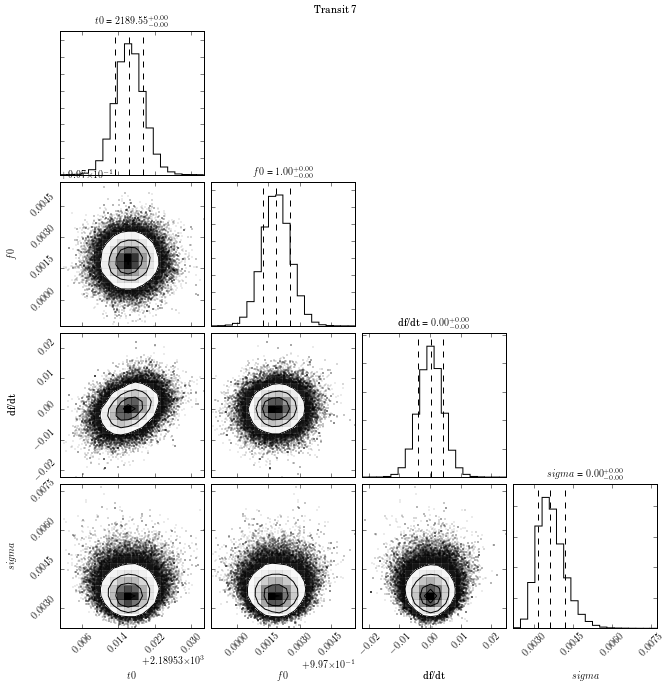 Transit 7
t0 = 2189.55+0.00−0.00
f0 = 1.00+0.00−0.00
0.0045
0.0030
0.0015
0.0000
f0
df/dt = 0.00+0.00−0.00
0.02
0.01
0.00
−0.01
−0.02
df/dt
sigma = 0.00+0.00−0.00
0.0075
0.0060
0.0045
0.0030
sigma
0.006 0.014 0.022 0.030 0.0000 0.0015 0.0030 0.0045 −0.02 −0.01 0.00 0.01 0.02 0.0030 0.0045 0.0060 0.0075
+2.18953×10³ +9.97×10⁻¹
t0 f0 df/dt sigma